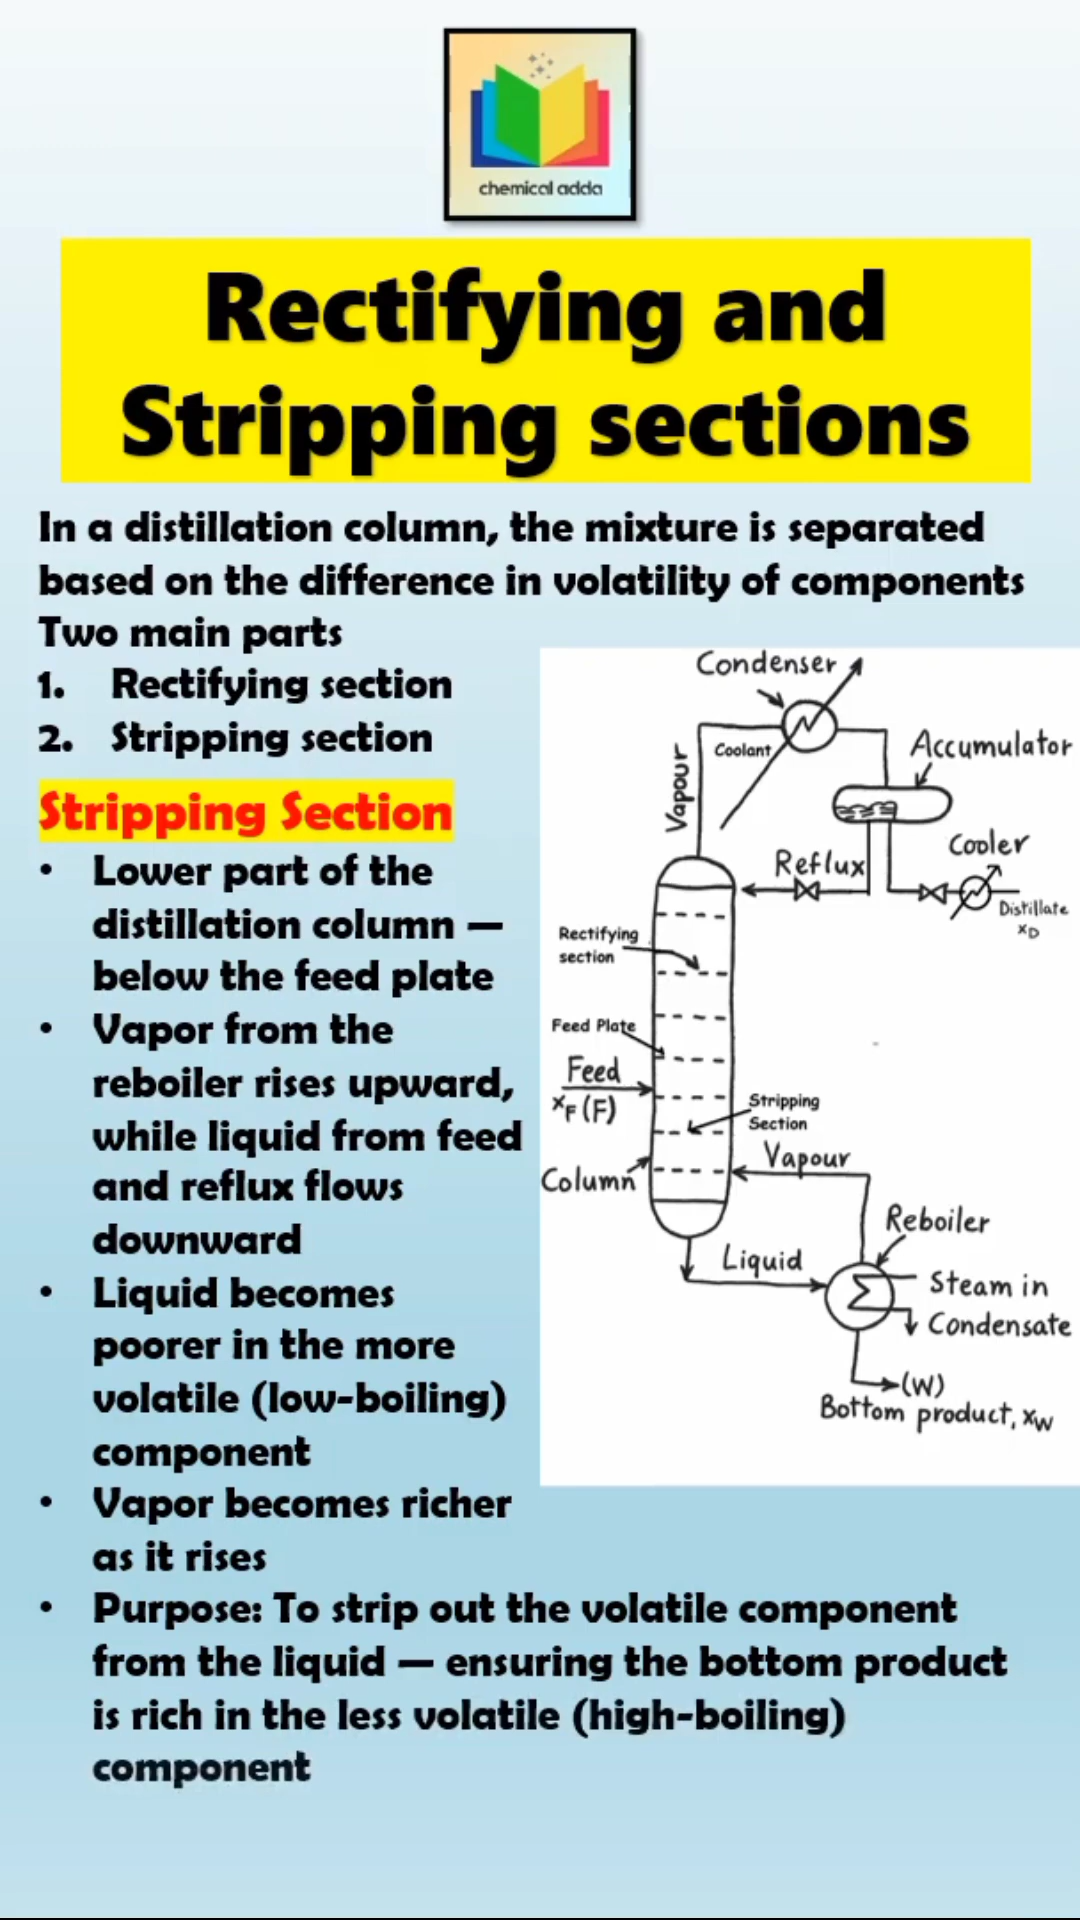 chemical adda
Rectifying and
Stripping sections
In a distillation column, the mixture is separated
based on the difference in volatility of components
Two main parts
1. Rectifying section
2. Stripping section
Stripping Section
• Lower part of the
distillation column —
below the feed plate
• Vapor from the
reboiler rises upward,
while liquid from feed
and reflux flows
downward
• Liquid becomes
poorer in the more
volatile (low-boiling)
component
• Vapor becomes richer
as it rises
• Purpose: To strip out the volatile component
from the liquid — ensuring the bottom product
is rich in the less volatile (high-boiling)
component
Condenser
Coolant
Vapour
Accumulator
Reflux
Cooler
Distillate
xD
Rectifying
section
Feed Plate
Feed
xF (F)
Stripping
Section
Column
Vapour
Reboiler
Liquid
Steam in
Condensate
(W)
Bottom product, xW